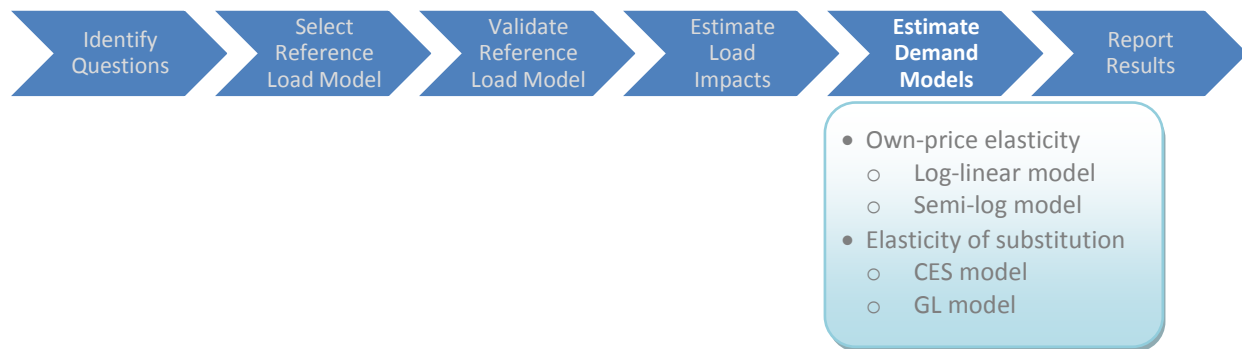 Identify
Questions
Select
Reference
Load Model
Validate
Reference
Load Model
Estimate
Load
Impacts
Estimate
Demand
Models
Report
Results
• Own-price elasticity
o Log-linear model
o Semi-log model
• Elasticity of substitution
o CES model
o GL model